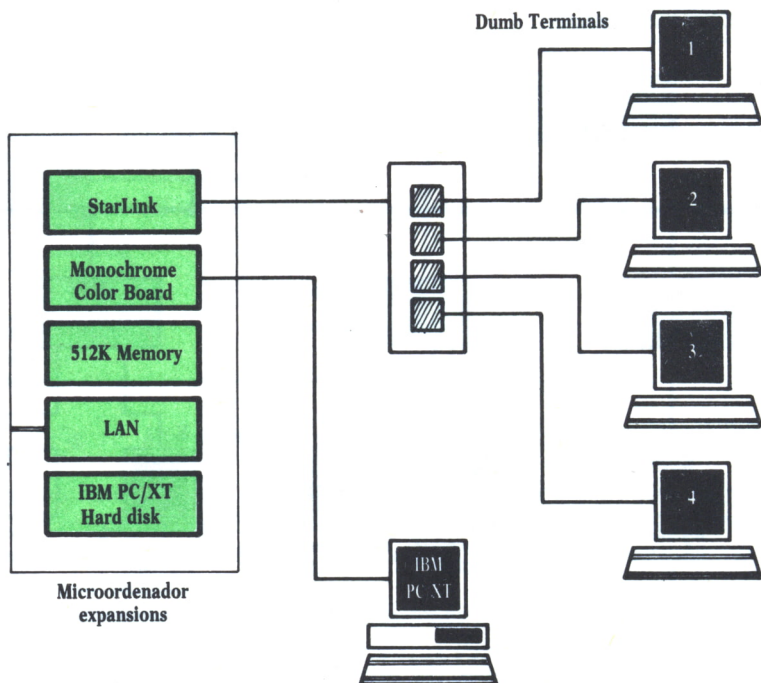 Dumb Terminals
1
StarLink
2
Monochrome
Color Board
512K Memory
3
LAN
4
IBM PC/XT
Hard disk
IBM
PC XT
Microordenador
expansions